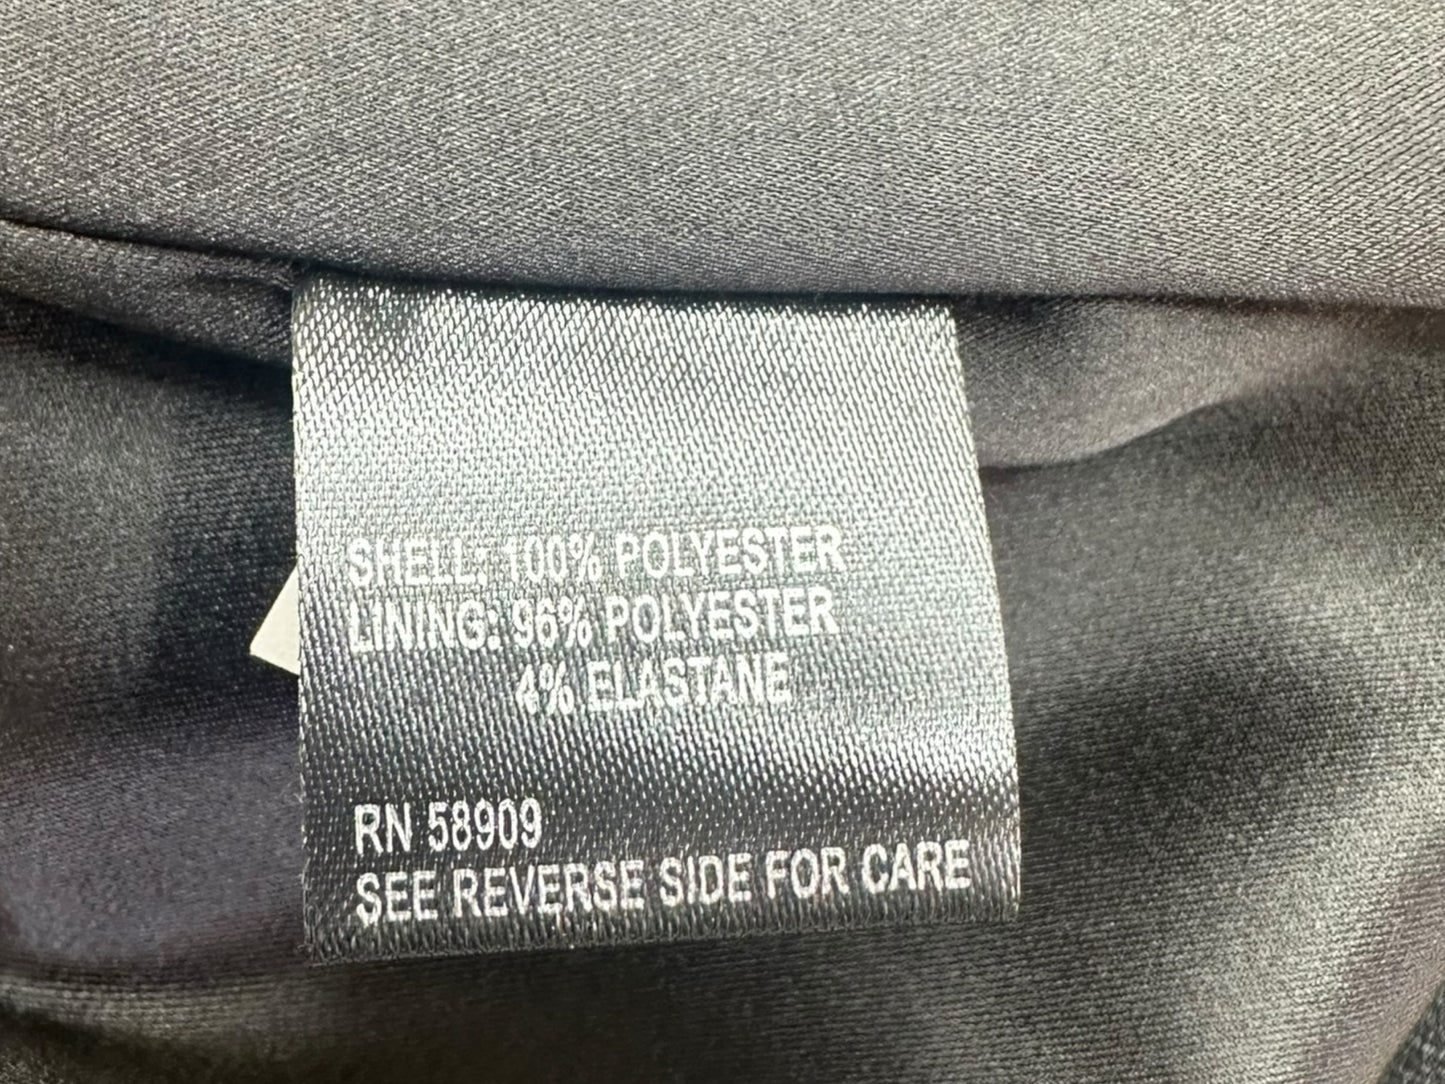 SHELL: 100% POLYESTER
LINING: 96% POLYESTER
4% ELASTANE
RN 58909
SEE REVERSE SIDE FOR CARE